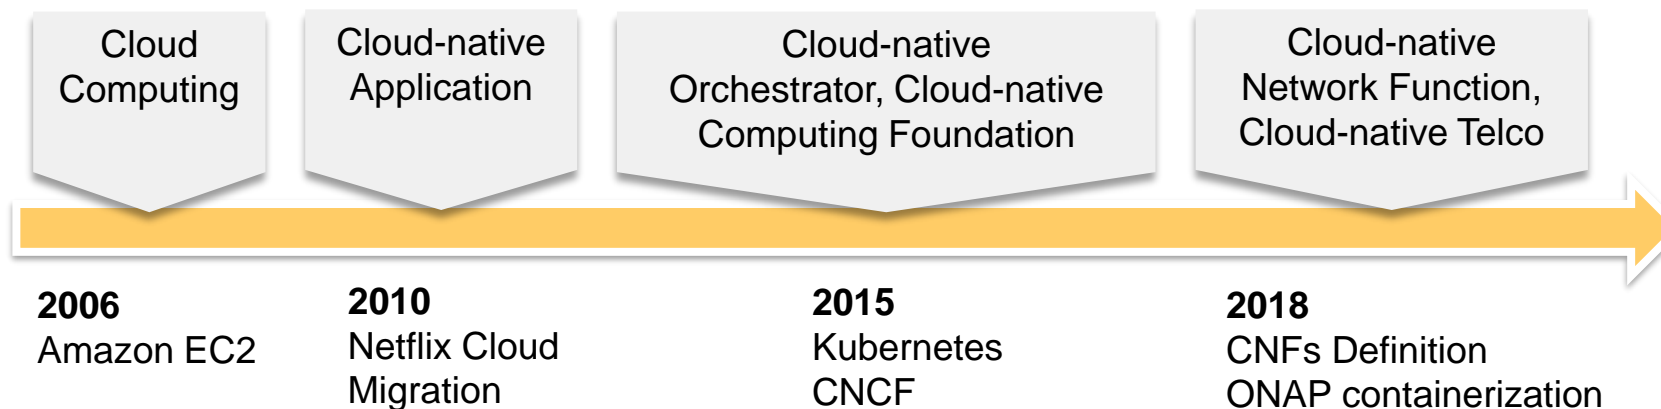 Cloud
Computing
Cloud-native
Application
Cloud-native
Orchestrator, Cloud-native
Computing Foundation
Cloud-native
Network Function,
Cloud-native Telco
2006
Amazon EC2
2010
Netflix Cloud
Migration
2015
Kubernetes
CNCF
2018
CNFs Definition
ONAP containerization